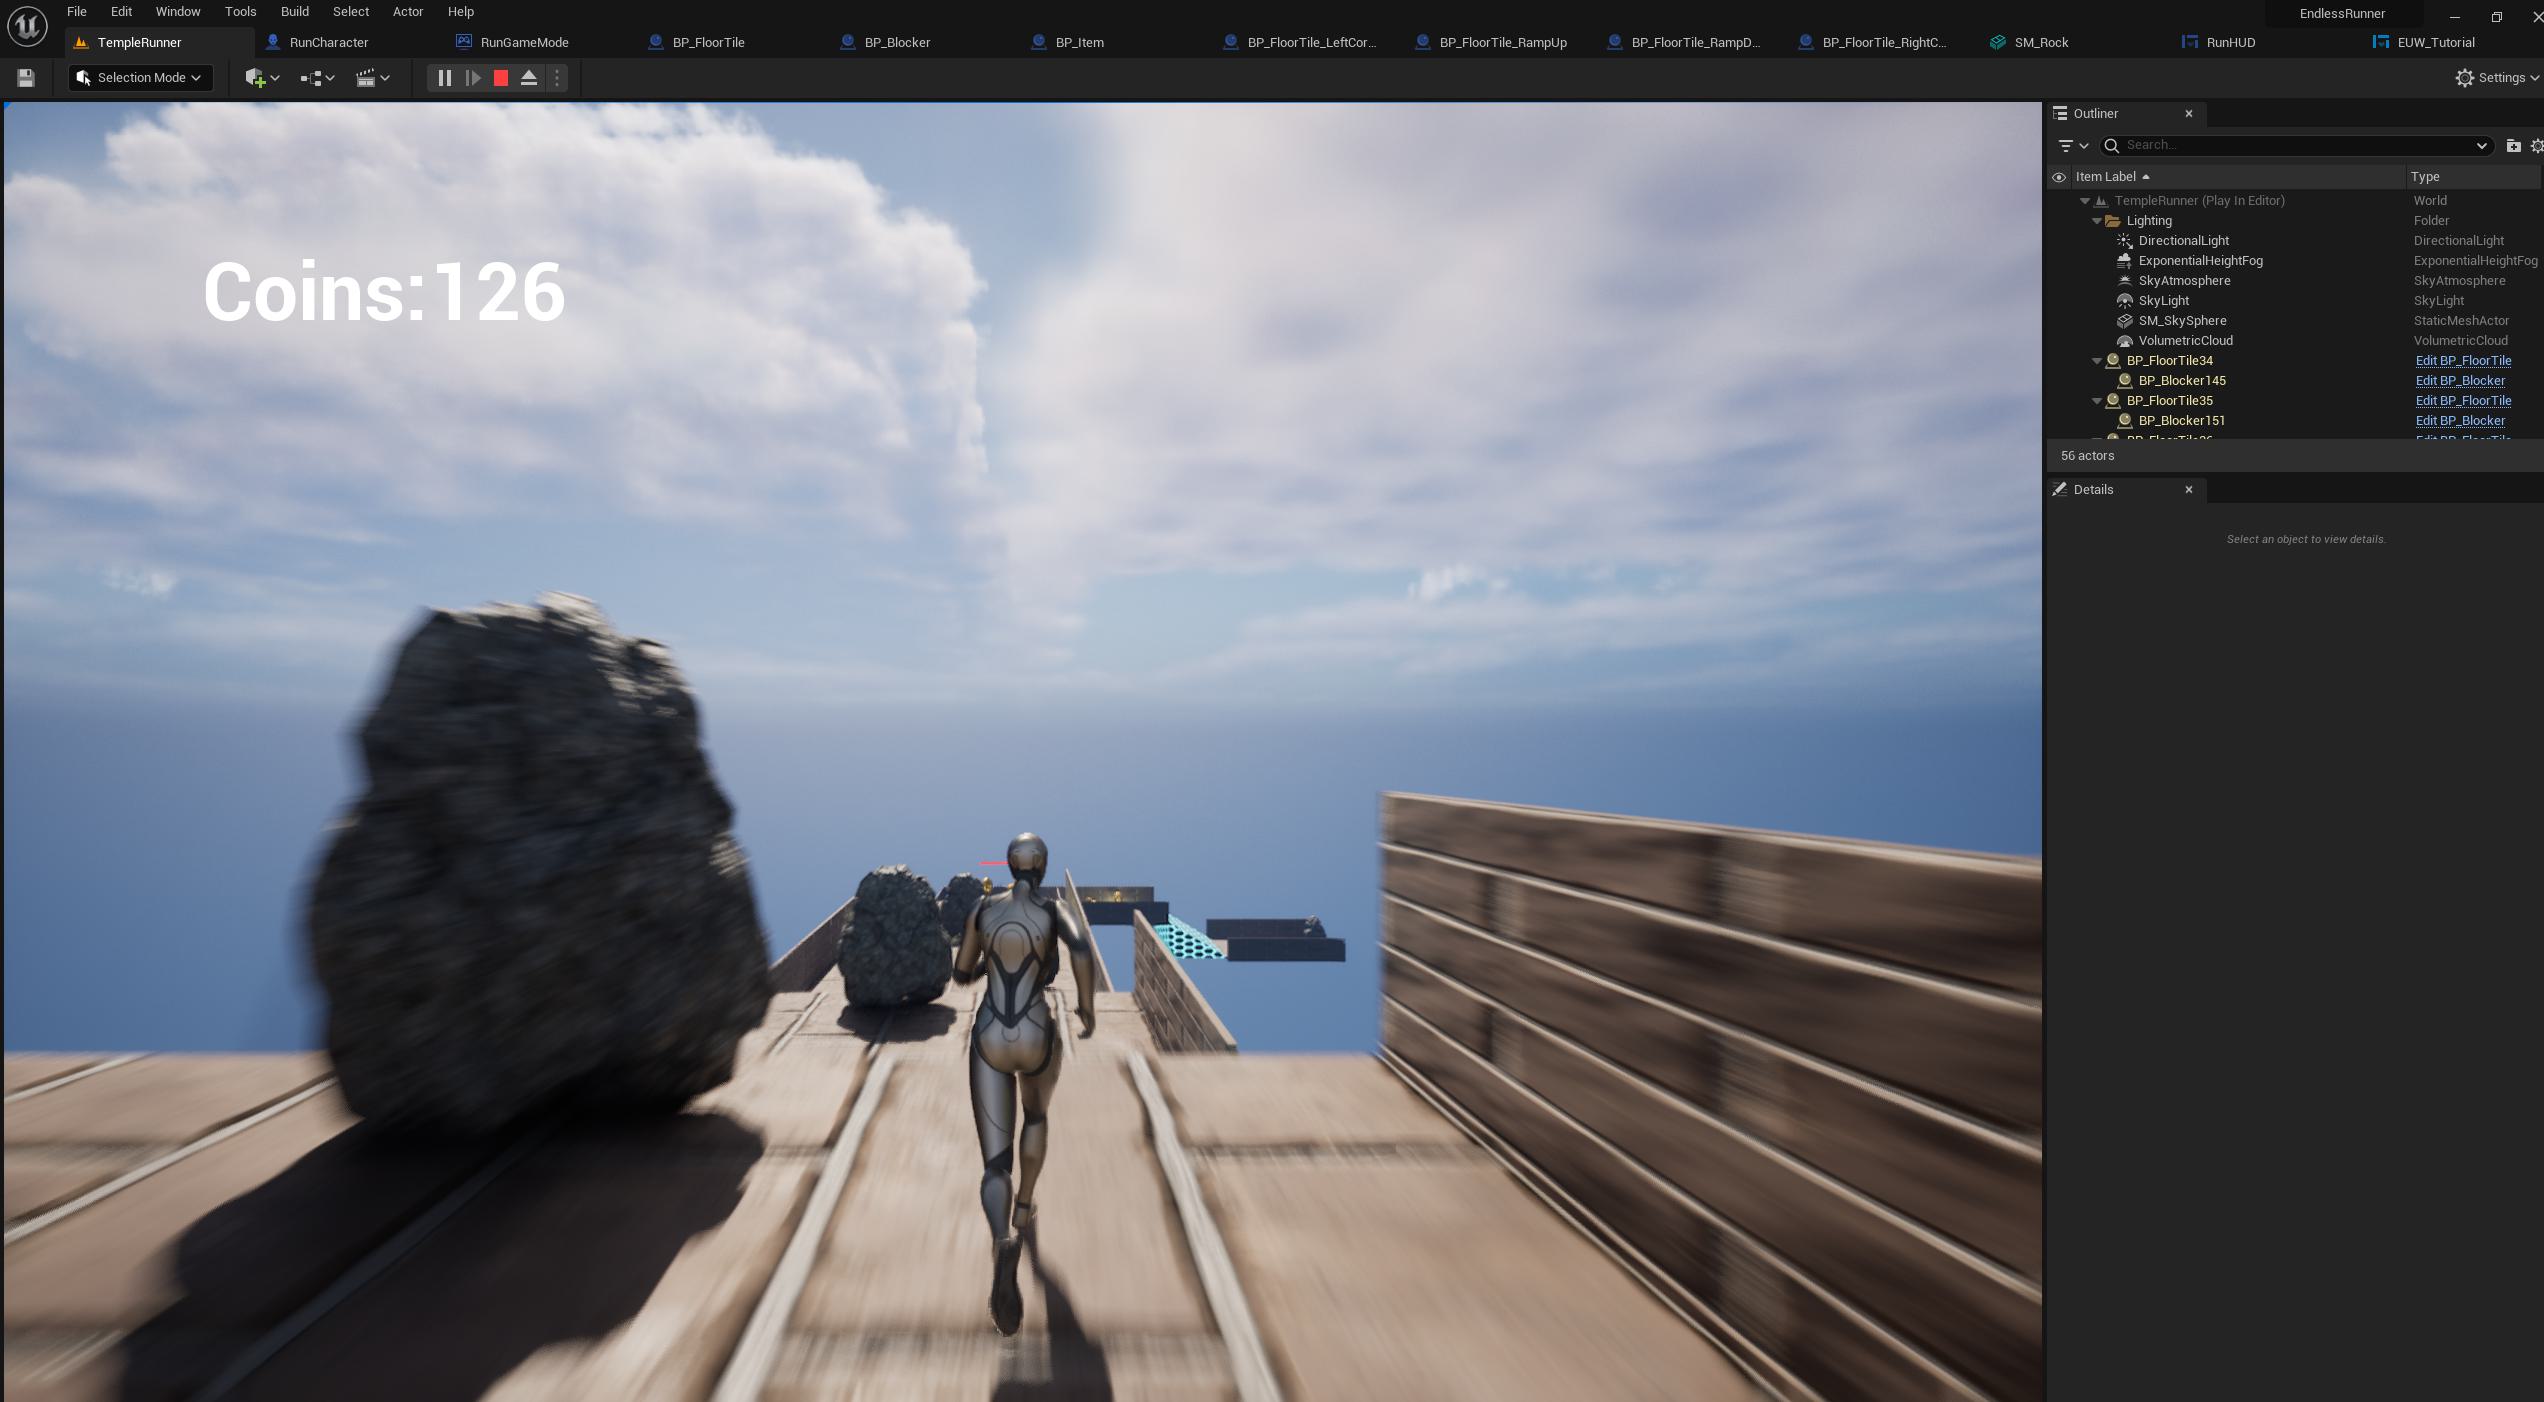 File Edit Window Tools Build Select Actor Help
EndlessRunner
TempleRunner RunCharacter RunGameMode BP_FloorTile BP_Blocker BP_Item BP_FloorTile_LeftCor... BP_FloorTile_RampUp BP_FloorTile_RampD... BP_FloorTile_RightC... SM_Rock RunHUD EUW_Tutorial
Selection Mode
Settings
Coins:126
Outliner
Search...
Item Label Type
TempleRunner (Play In Editor) World
Lighting Folder
DirectionalLight DirectionalLight
ExponentialHeightFog ExponentialHeightFog
SkyAtmosphere SkyAtmosphere
SkyLight SkyLight
SM_SkySphere StaticMeshActor
VolumetricCloud VolumetricCloud
BP_FloorTile34 Edit BP_FloorTile
BP_Blocker145 Edit BP_Blocker
BP_FloorTile35 Edit BP_FloorTile
BP_Blocker151 Edit BP_Blocker
56 actors
Details
Select an object to view details.